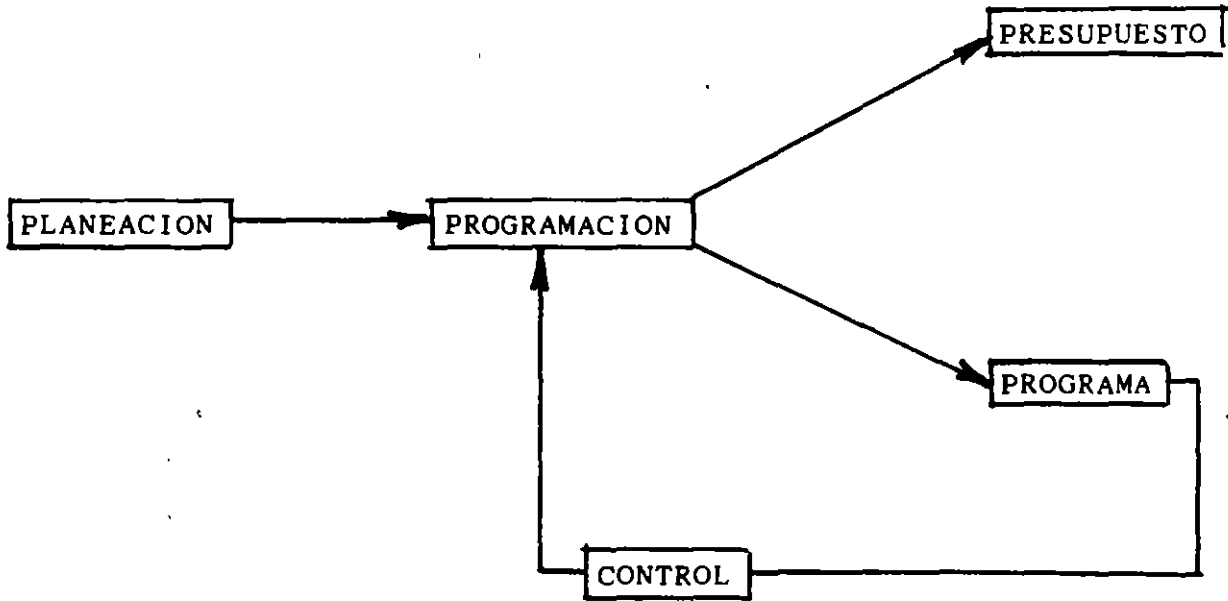 PRESUPUESTO
PLANEACION
PROGRAMACION
PROGRAMA
CONTROL